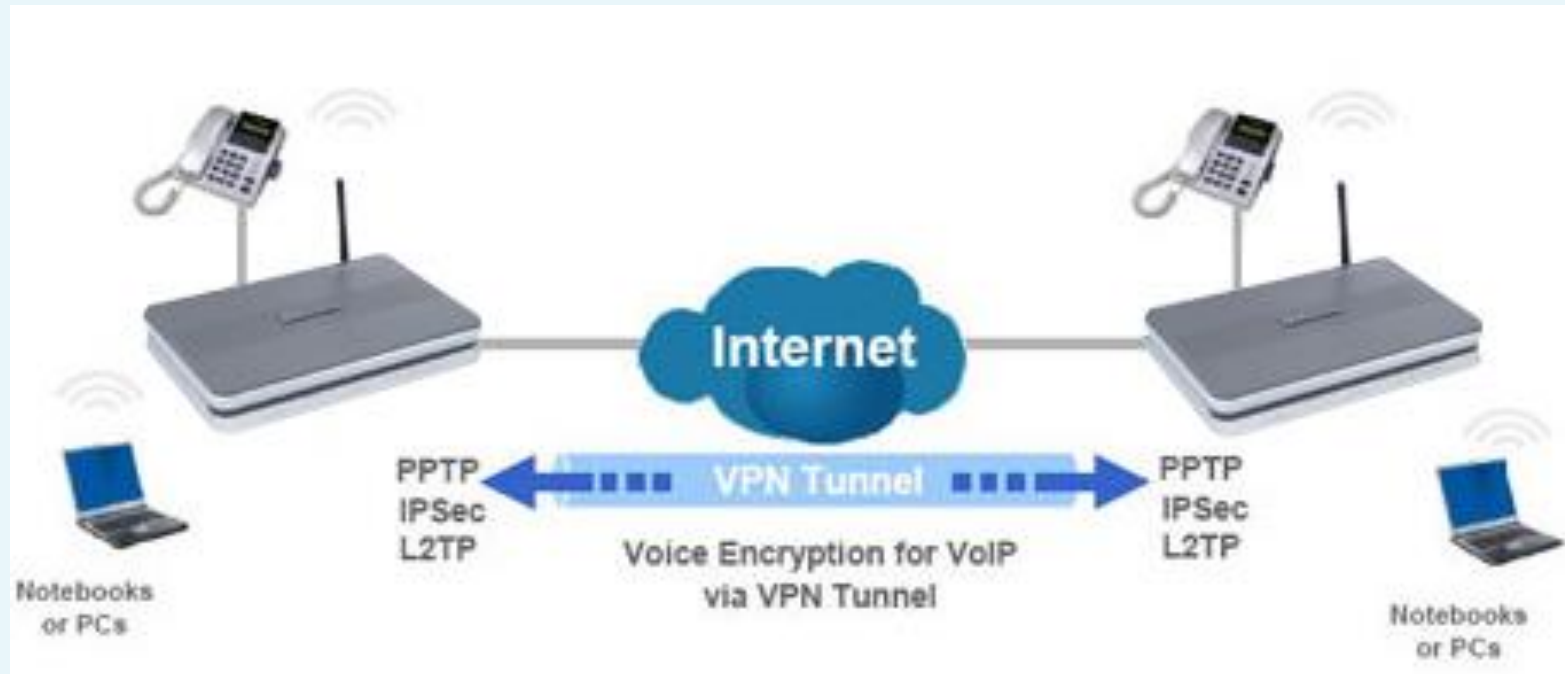 Internet
PPTP
IPSec
L2TP
VPN Tunnel
PPTP
IPSec
L2TP
Voice Encryption for VoIP
via VPN Tunnel
Notebooks
or PCs
Notebooks
or PCs